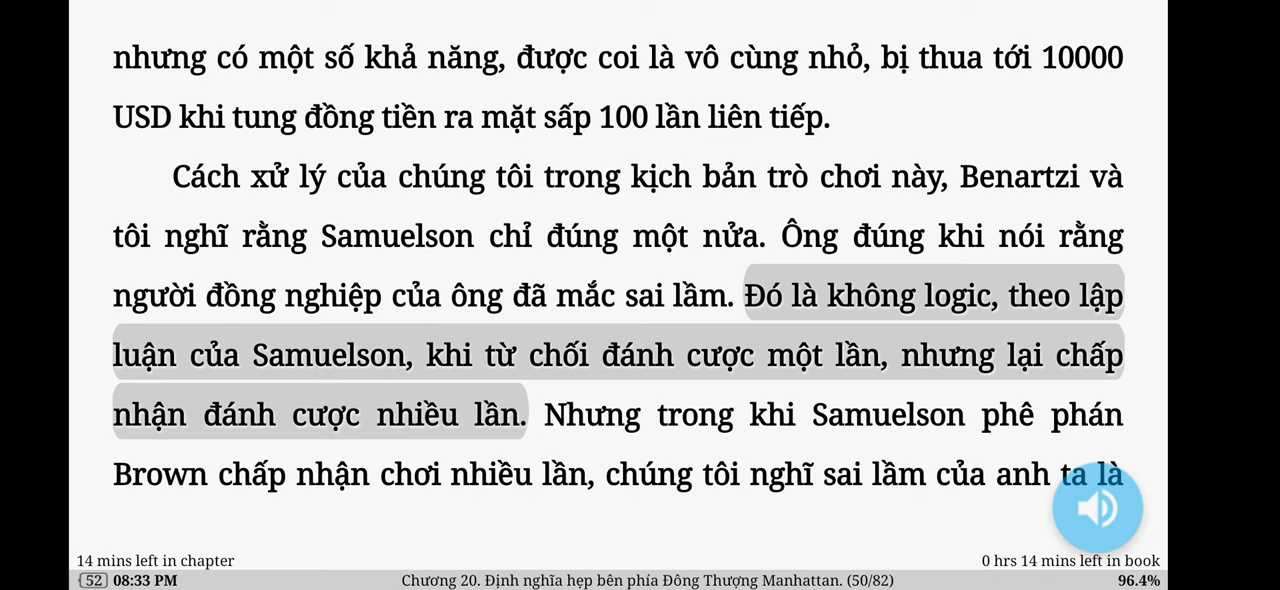 nhưng có một số khả năng, được coi là vô cùng nhỏ, bị thua tới 10000
USD khi tung đồng tiền ra mặt sấp 100 lần liên tiếp.
Cách xử lý của chúng tôi trong kịch bản trò chơi này, Benartzi và
tôi nghĩ rằng Samuelson chỉ đúng một nửa. Ông đúng khi nói rằng
người đồng nghiệp của ông đã mắc sai lầm. Đó là không logic, theo lập
luận của Samuelson, khi từ chối đánh cược một lần, nhưng lại chấp
nhận đánh cược nhiều lần. Nhưng trong khi Samuelson phê phán
Brown chấp nhận chơi nhiều lần, chúng tôi nghĩ sai lầm của anh ta là
14 mins left in chapter 0 hrs 14 mins left in book
52 08:33 PM Chương 20. Định nghĩa hẹp bên phía Đông Thượng Manhattan. (50/82) 96.4%